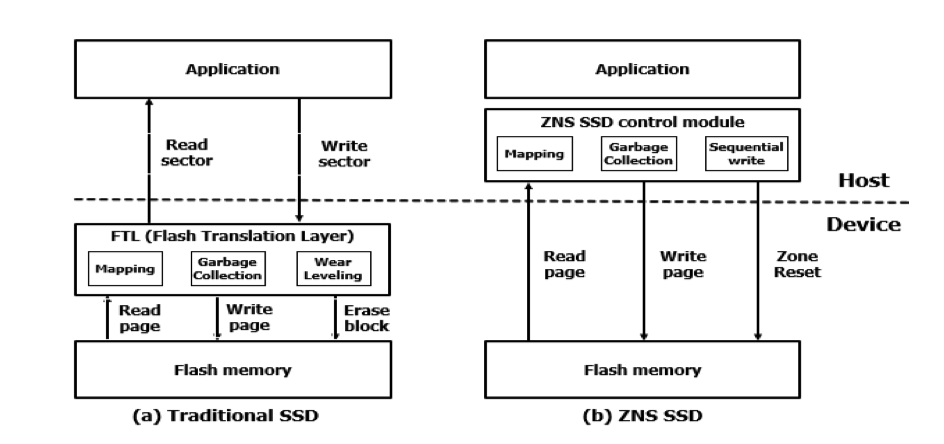 Application
Read
sector
Write
sector
FTL (Flash Translation Layer)
Mapping
Garbage
Collection
Wear
Leveling
Read
page
Write
page
Erase
block
Flash memory
(a) Traditional SSD
Application
ZNS SSD control module
Mapping
Garbage
Collection
Sequential
write
Host
Device
Read
page
Write
page
Zone
Reset
Flash memory
(b) ZNS SSD